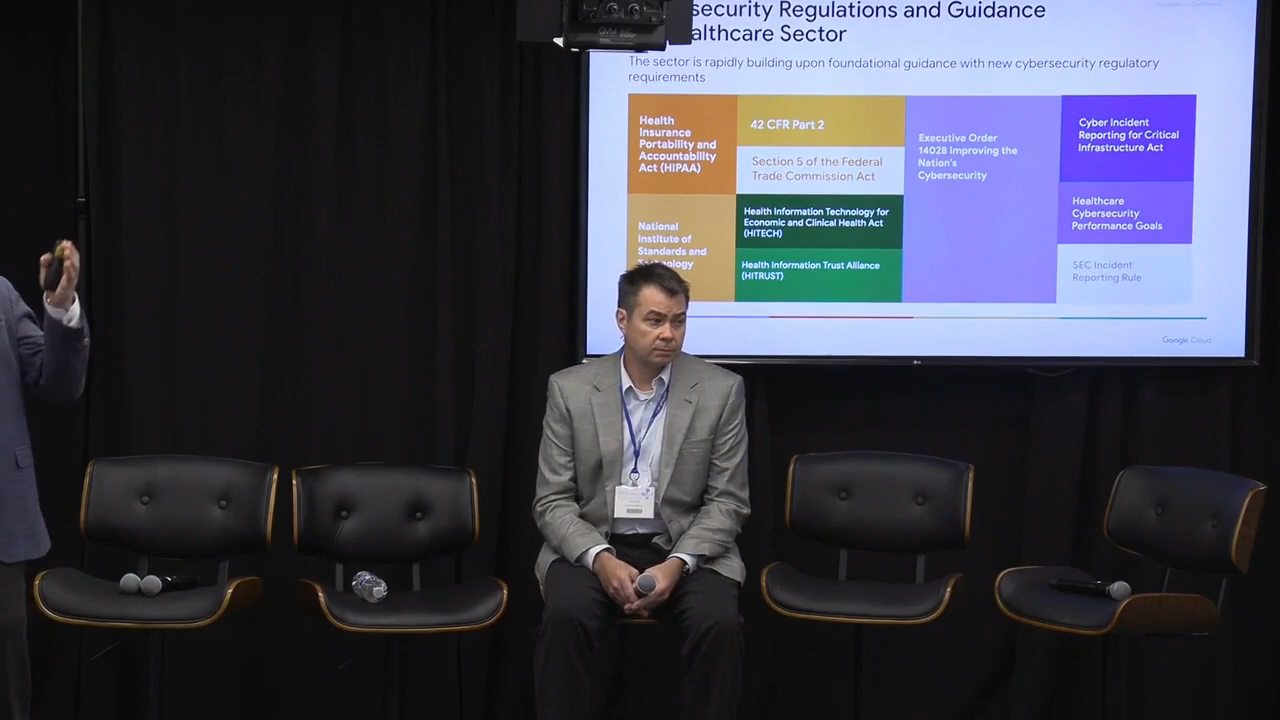 security Regulations and Guidance
althcare Sector
The sector is rapidly building upon foundational guidance with new cybersecurity regulatory
requirements
Health
Insurance
Portability and
Accountability
Act (HIPAA)
42 CFR Part 2
Section 5 of the Federal
Trade Commission Act
Executive Order
14028 Improving the
Nation's
Cybersecurity
Cyber Incident
Reporting for Critical
Infrastructure Act
National
Institute of
Standards and
Technology
Health Information Technology for
Economic and Clinical Health Act
(HITECH)
Health Information Trust Alliance
(HITRUST)
Healthcare
Cybersecurity
Performance Goals
SEC Incident
Reporting Rule
Google Cloud
LG